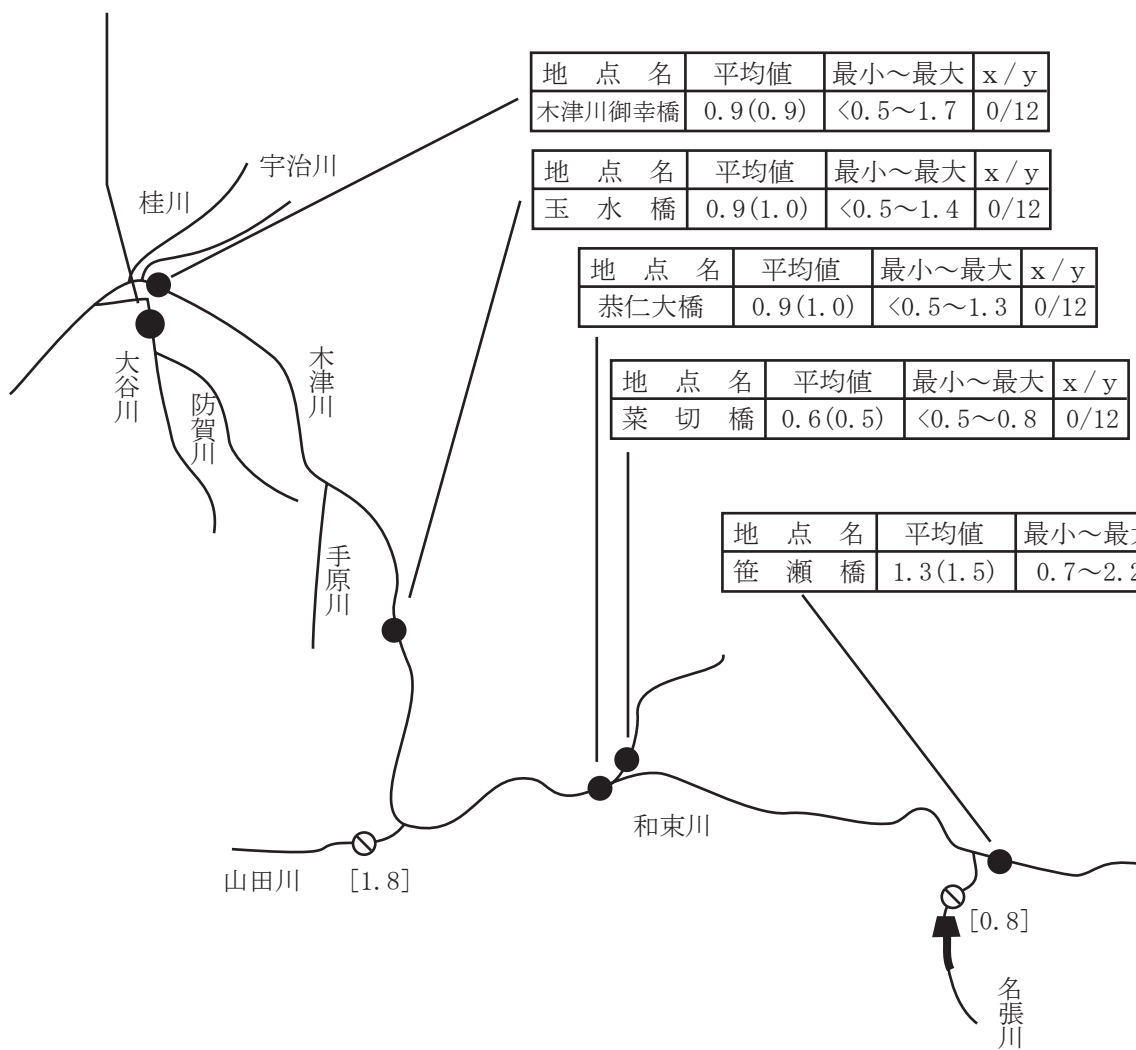 地 点 名 平均値 最小～最大 x/y
木津川御幸橋 0.9(0.9) <0.5～1.7 0/12
宇治川
桂川
地 点 名 平均値 最小～最大 x/y
玉 水 橋 0.9(1.0) <0.5～1.4 0/12
地 点 名 平均値 最小～最大 x/y
恭仁大橋 0.9(1.0) <0.5～1.3 0/12
大谷川
防賀川
木津川
地 点 名 平均値 最小～最大 x/y
菜 切 橋 0.6(0.5) <0.5～0.8 0/12
地 点 名 平均値 最小～最
笹 瀬 橋 1.3(1.5) 0.7～2.2
手原川
和束川
山田川 [1.8]
[0.8]
名張川